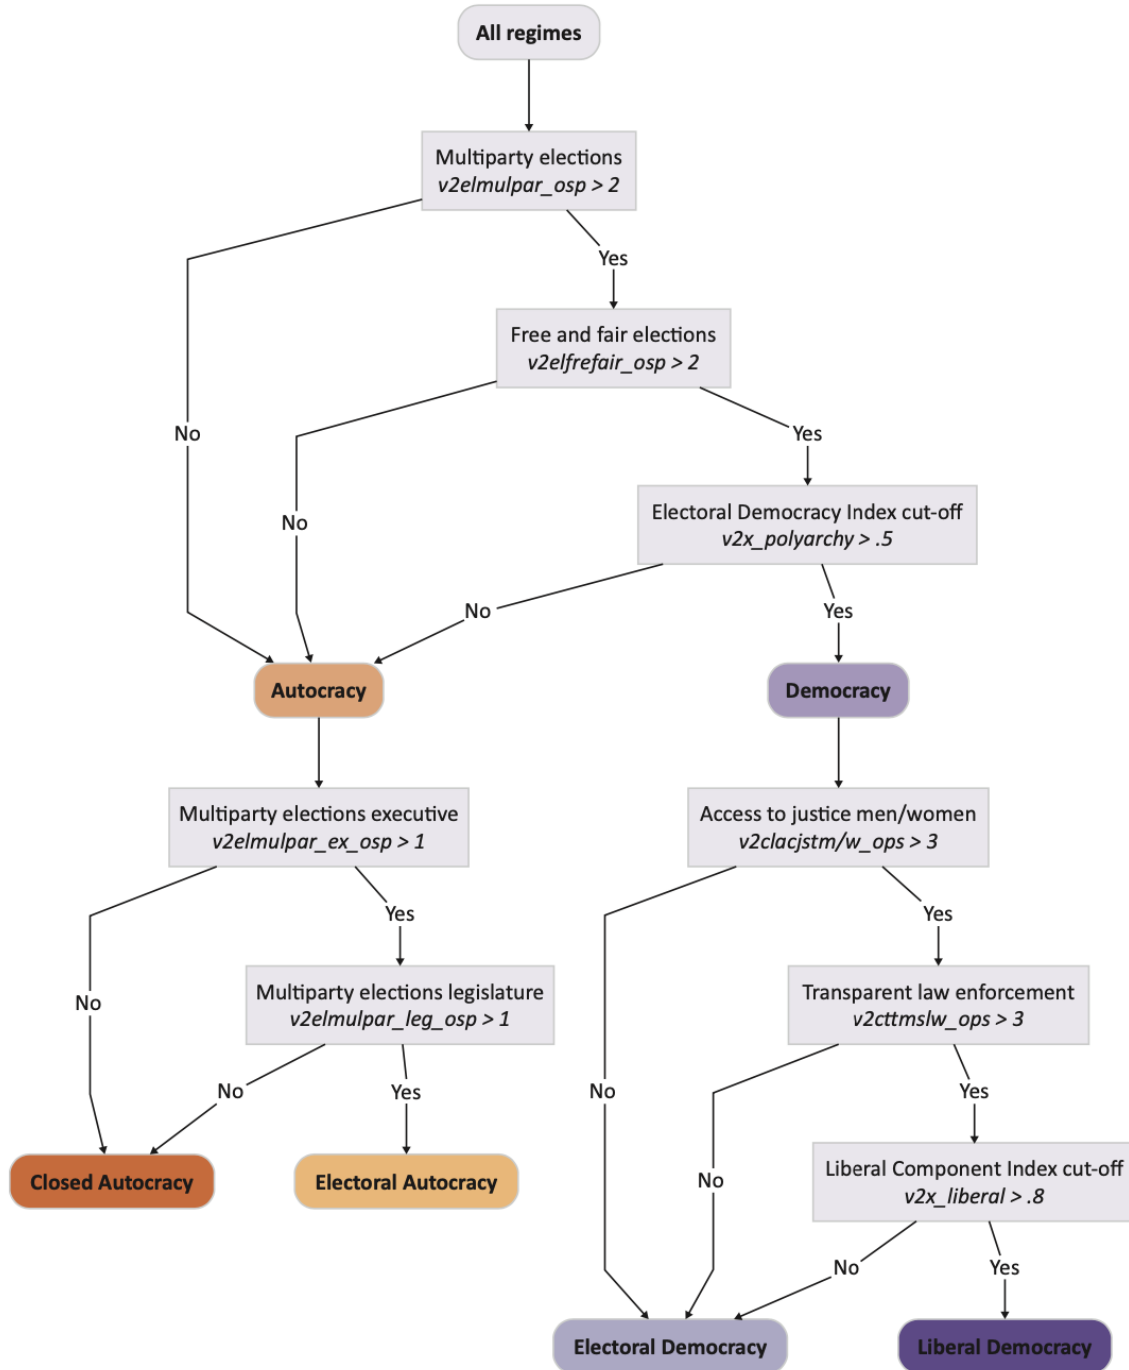 All regimes
Multiparty elections
v2elmulpar_osp > 2
Yes
Free and fair elections
v2elfrefair_osp > 2
No
Yes
Electoral Democracy Index cut-off
v2x_polyarchy > .5
No
No
Yes
Autocracy
Democracy
Multiparty elections executive
v2elmulpar_ex_osp > 1
Access to justice men/women
v2clacjstm/w_ops > 3
Yes
Yes
No
Multiparty elections legislature
v2elmulpar_leg_osp > 1
Transparent law enforcement
v2cttmslw_ops > 3
No
Yes
No
Yes
Closed Autocracy
Electoral Autocracy
Liberal Component Index cut-off
v2x_liberal > .8
No
No
Yes
Electoral Democracy
Liberal Democracy